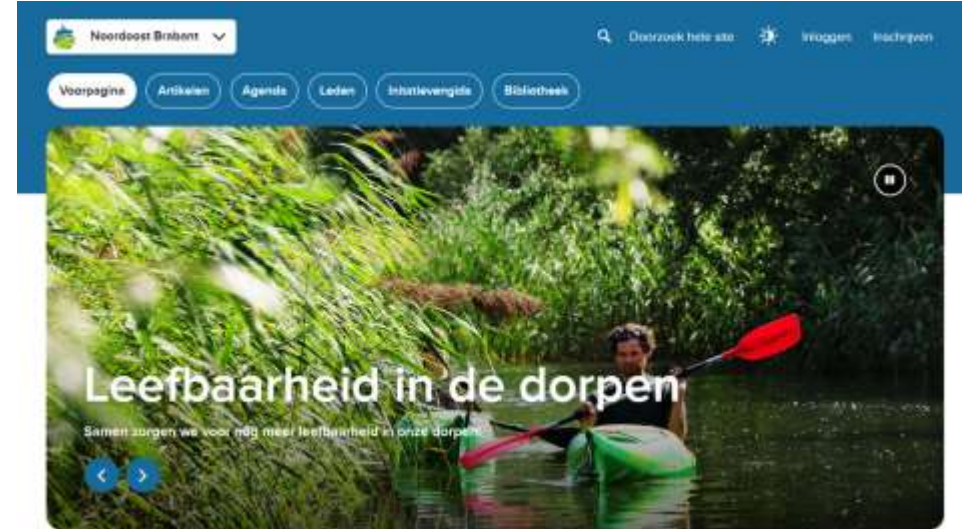 Noordoost Brabant
Doorzoek hele site
Inloggen
Inschrijven
Voorpagina
Artikelen
Agenda
Leden
Initiatievengids
Bibliotheek
Leefbaarheid in de dorpen
Samen zorgen we voor nog meer leefbaarheid in onze dorpen.